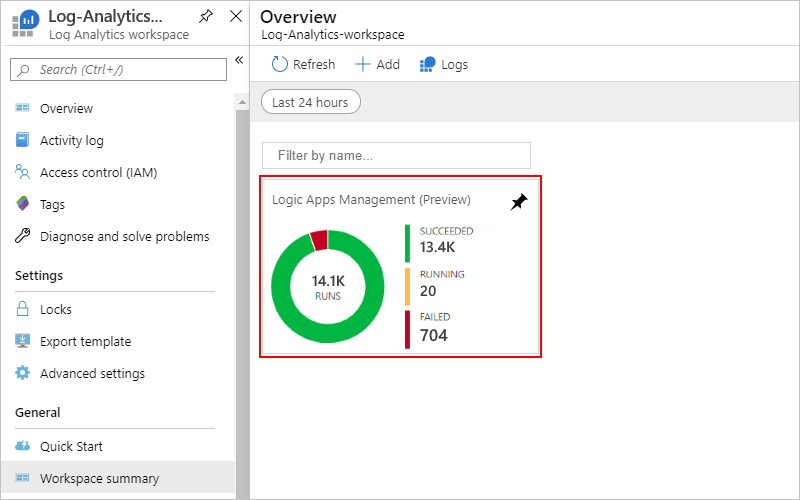 Log-Analytics...
Log Analytics workspace
Search (Ctrl+/)
«
Overview
Activity log
Access control (IAM)
Tags
Diagnose and solve problems
Settings
Locks
Export template
Advanced settings
General
Quick Start
Workspace summary
Overview
Log-Analytics-workspace
Refresh
Add
Logs
Last 24 hours
Filter by name...
Logic Apps Management (Preview)
14.1K
RUNS
SUCCEEDED
13.4K
RUNNING
20
FAILED
704